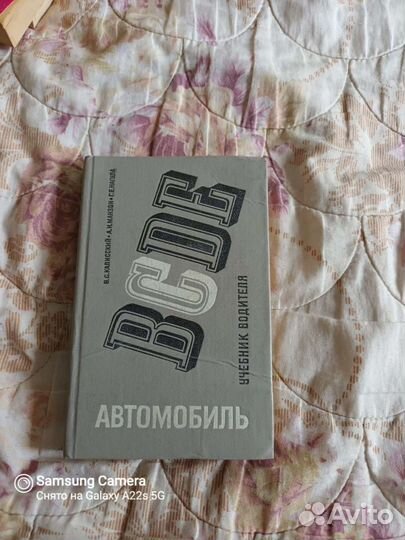 В.С.КАЛИССКИЙ•А.И.МАНЗОН•Г.Е.НАГУЛА
BCDE
УЧЕБНИК ВОДИТЕЛЯ
АВТОМОБИЛЬ
Samsung Camera
Снято на Galaxy A22s 5G
Avito